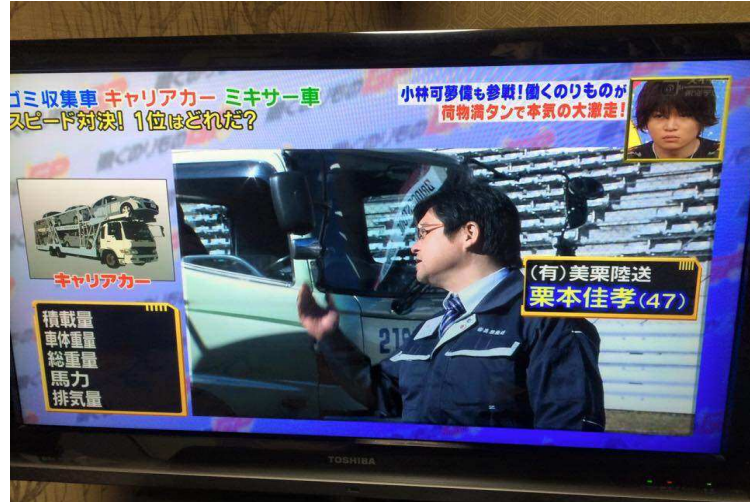 ゴミ収集車 キャリアカー ミキサー車
スピード対決! 1位はどれだ?
小林可夢偉も参戦!働くのりものが
荷物満タンで本気の大激走!
キャリアカー
積載量
車体重量
総重量
馬力
排気量
(有)美栗陸送
栗本佳孝(47)
TOSHIBA